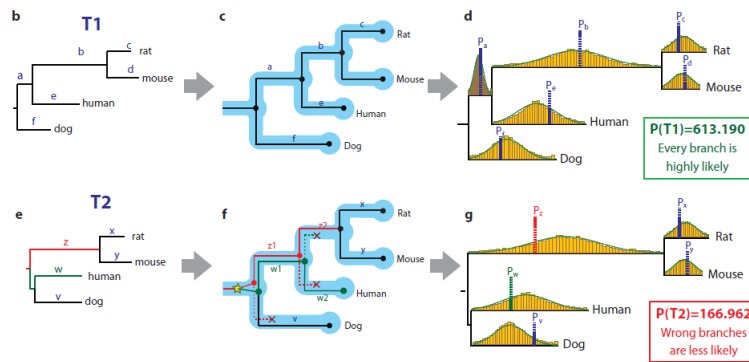 b
T1
a
b
c
rat
d
mouse
e
human
f
dog
c
a
b
c
Rat
Mouse
e
Human
f
Dog
d
Pa
Pb
Pc
Rat
Pd
Mouse
Pe
Human
Pf
Dog
P(T1)=613.190
Every branch is
highly likely
e
T2
z
x
rat
y
mouse
w
human
v
dog
f
z1
z2
x
Rat
y
Mouse
w1
w2
Human
v
Dog
g
Pz
Px
Rat
Py
Mouse
Pw
Human
Pv
Dog
P(T2)=166.962
Wrong branches
are less likely